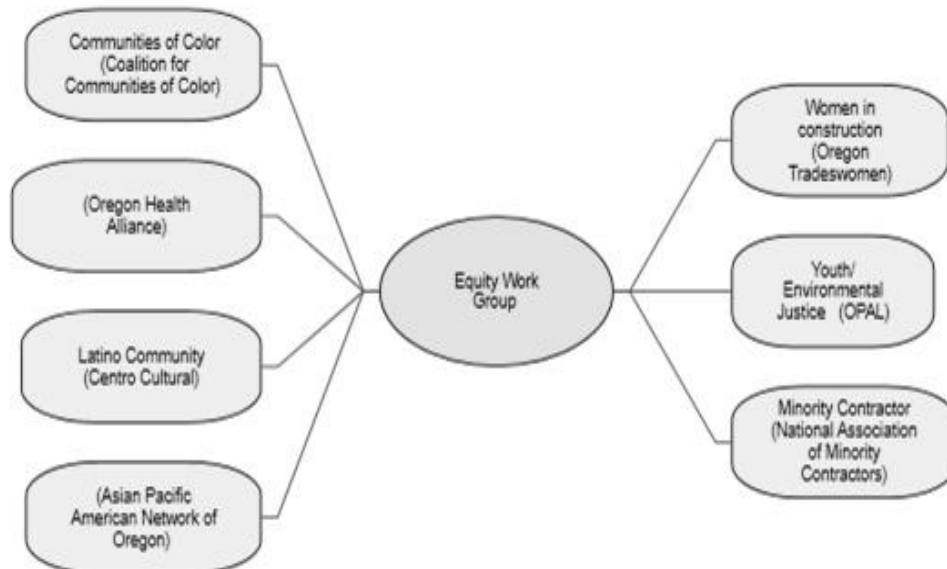 Communities of Color
(Coalition for
Communities of Color)
(Oregon Health
Alliance)
Latino Community
(Centro Cultural)
(Asian Pacific
American Network of
Oregon)
Equity Work
Group
Women in
construction
(Oregon
Tradeswomen)
Youth/
Environmental
Justice (OPAL)
Minority Contractor
(National Association
of Minority
Contractors)